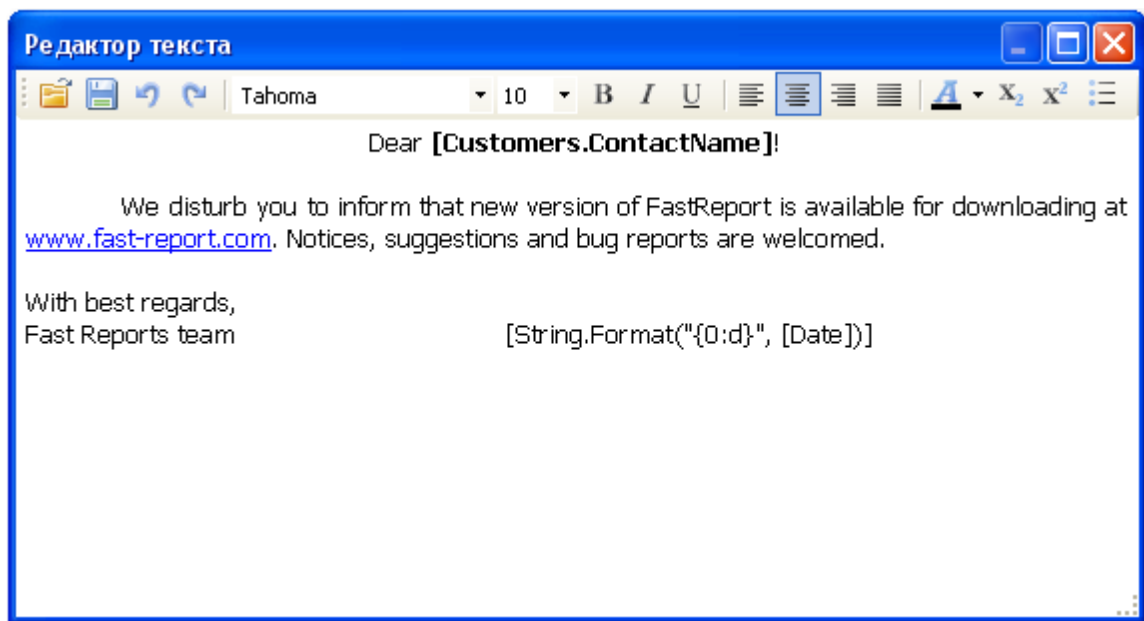 Редактор текста
Tahoma 10 B I U A X₂ x²
Dear [Customers.ContactName]!
We disturb you to inform that new version of FastReport is available for downloading at
www.fast-report.com. Notices, suggestions and bug reports are welcomed.
With best regards,
Fast Reports team [String.Format("{0:d}", [Date])]